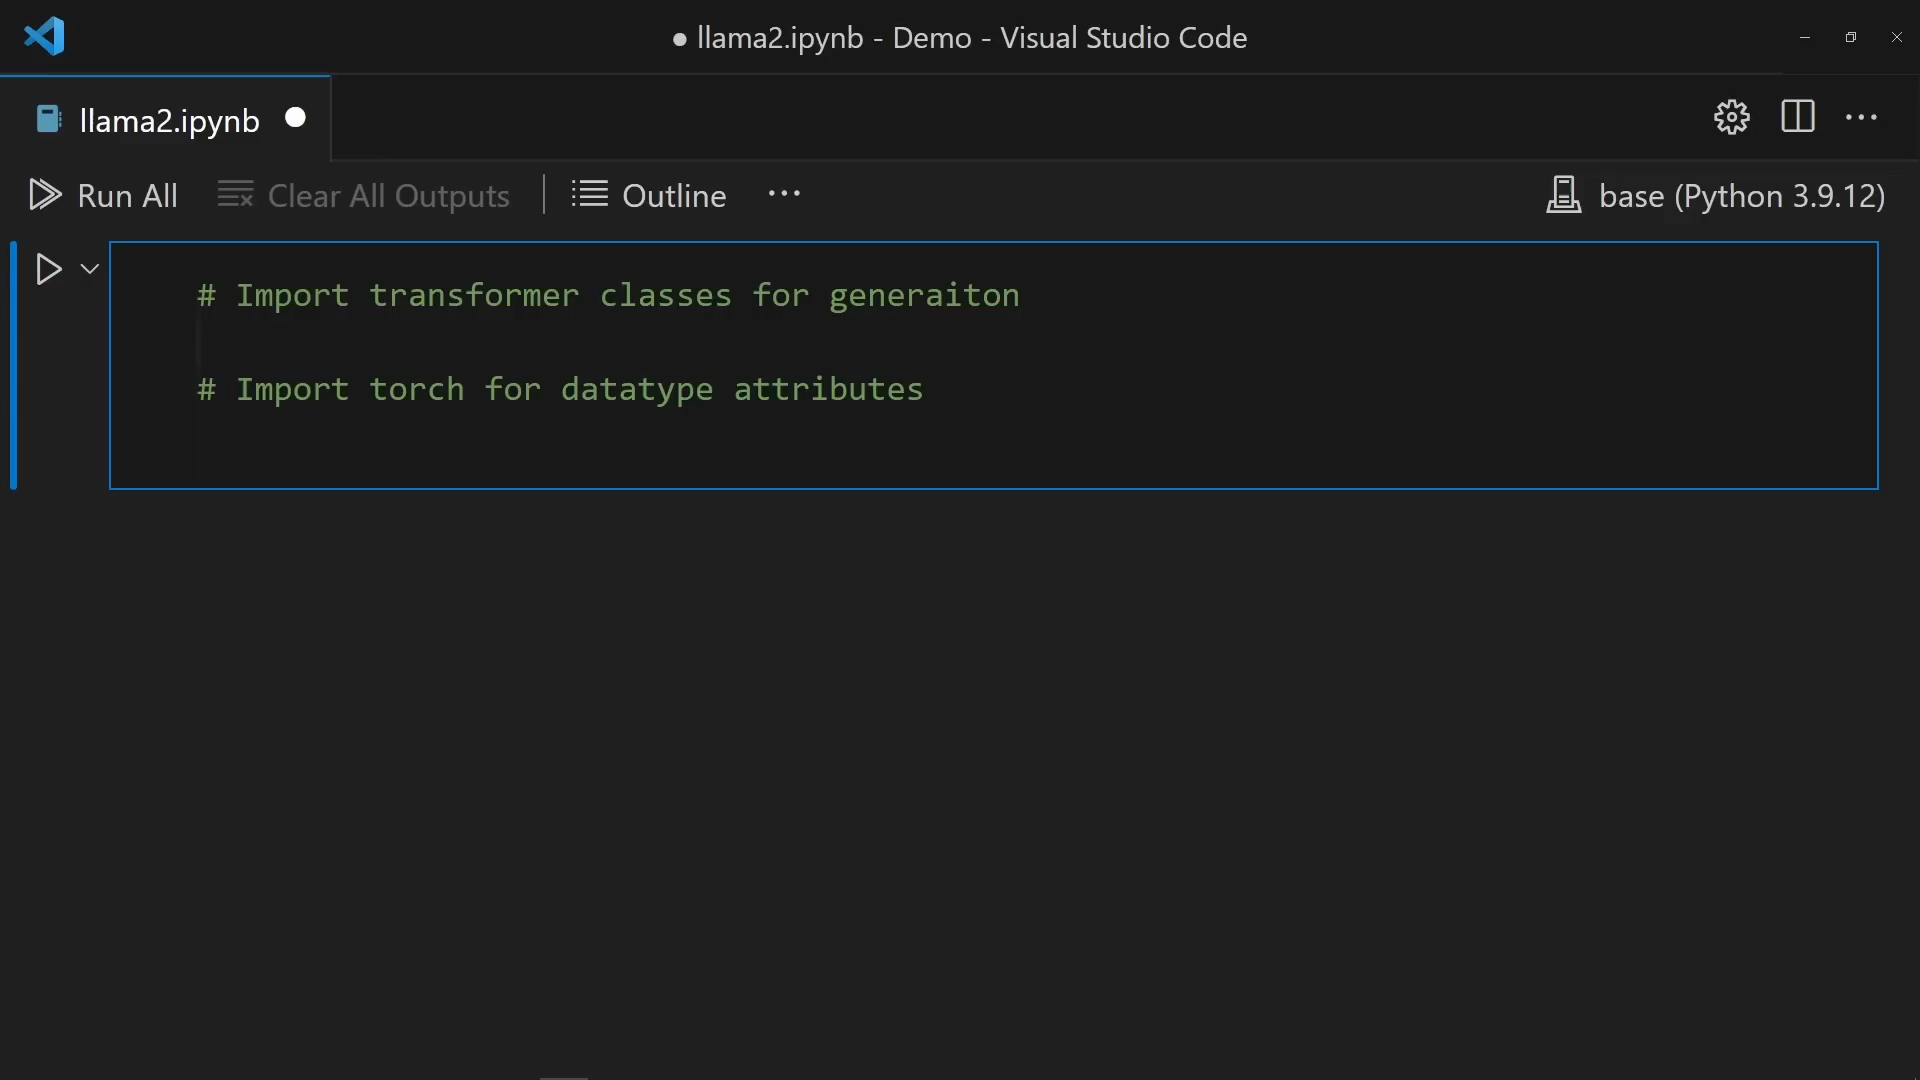 ● llama2.ipynb - Demo - Visual Studio Code
llama2.ipynb ●
Run All Clear All Outputs Outline ··· base (Python 3.9.12)
# Import transformer classes for generaiton
# Import torch for datatype attributes